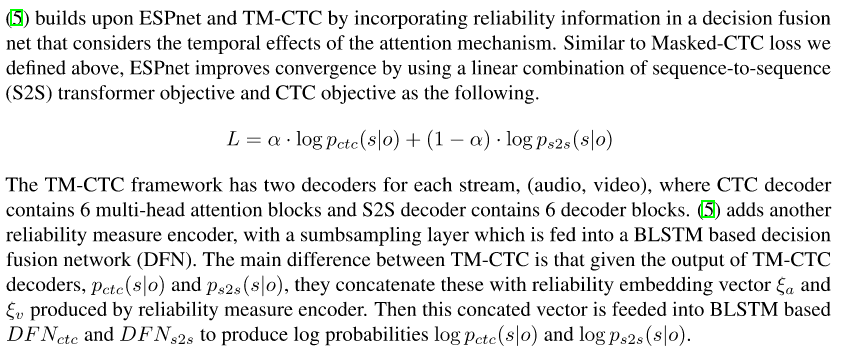 (5) builds upon ESPnet and TM-CTC by incorporating reliability information in a decision fusion
net that considers the temporal effects of the attention mechanism. Similar to Masked-CTC loss we
defined above, ESPnet improves convergence by using a linear combination of sequence-to-sequence
(S2S) transformer objective and CTC objective as the following.
L = α · log p_{ctc}(s|o) + (1 − α) · log p_{s2s}(s|o)
The TM-CTC framework has two decoders for each stream, (audio, video), where CTC decoder
contains 6 multi-head attention blocks and S2S decoder contains 6 decoder blocks. (5) adds another
reliability measure encoder, with a sumbsampling layer which is fed into a BLSTM based decision
fusion network (DFN). The main difference between TM-CTC is that given the output of TM-CTC
decoders, p_{ctc}(s|o) and p_{s2s}(s|o), they concatenate these with reliability embedding vector ξ_a and
ξ_v produced by reliability measure encoder. Then this concated vector is feeded into BLSTM based
DFN_{ctc} and DFN_{s2s} to produce log probabilities log p_{ctc}(s|o) and log p_{s2s}(s|o).